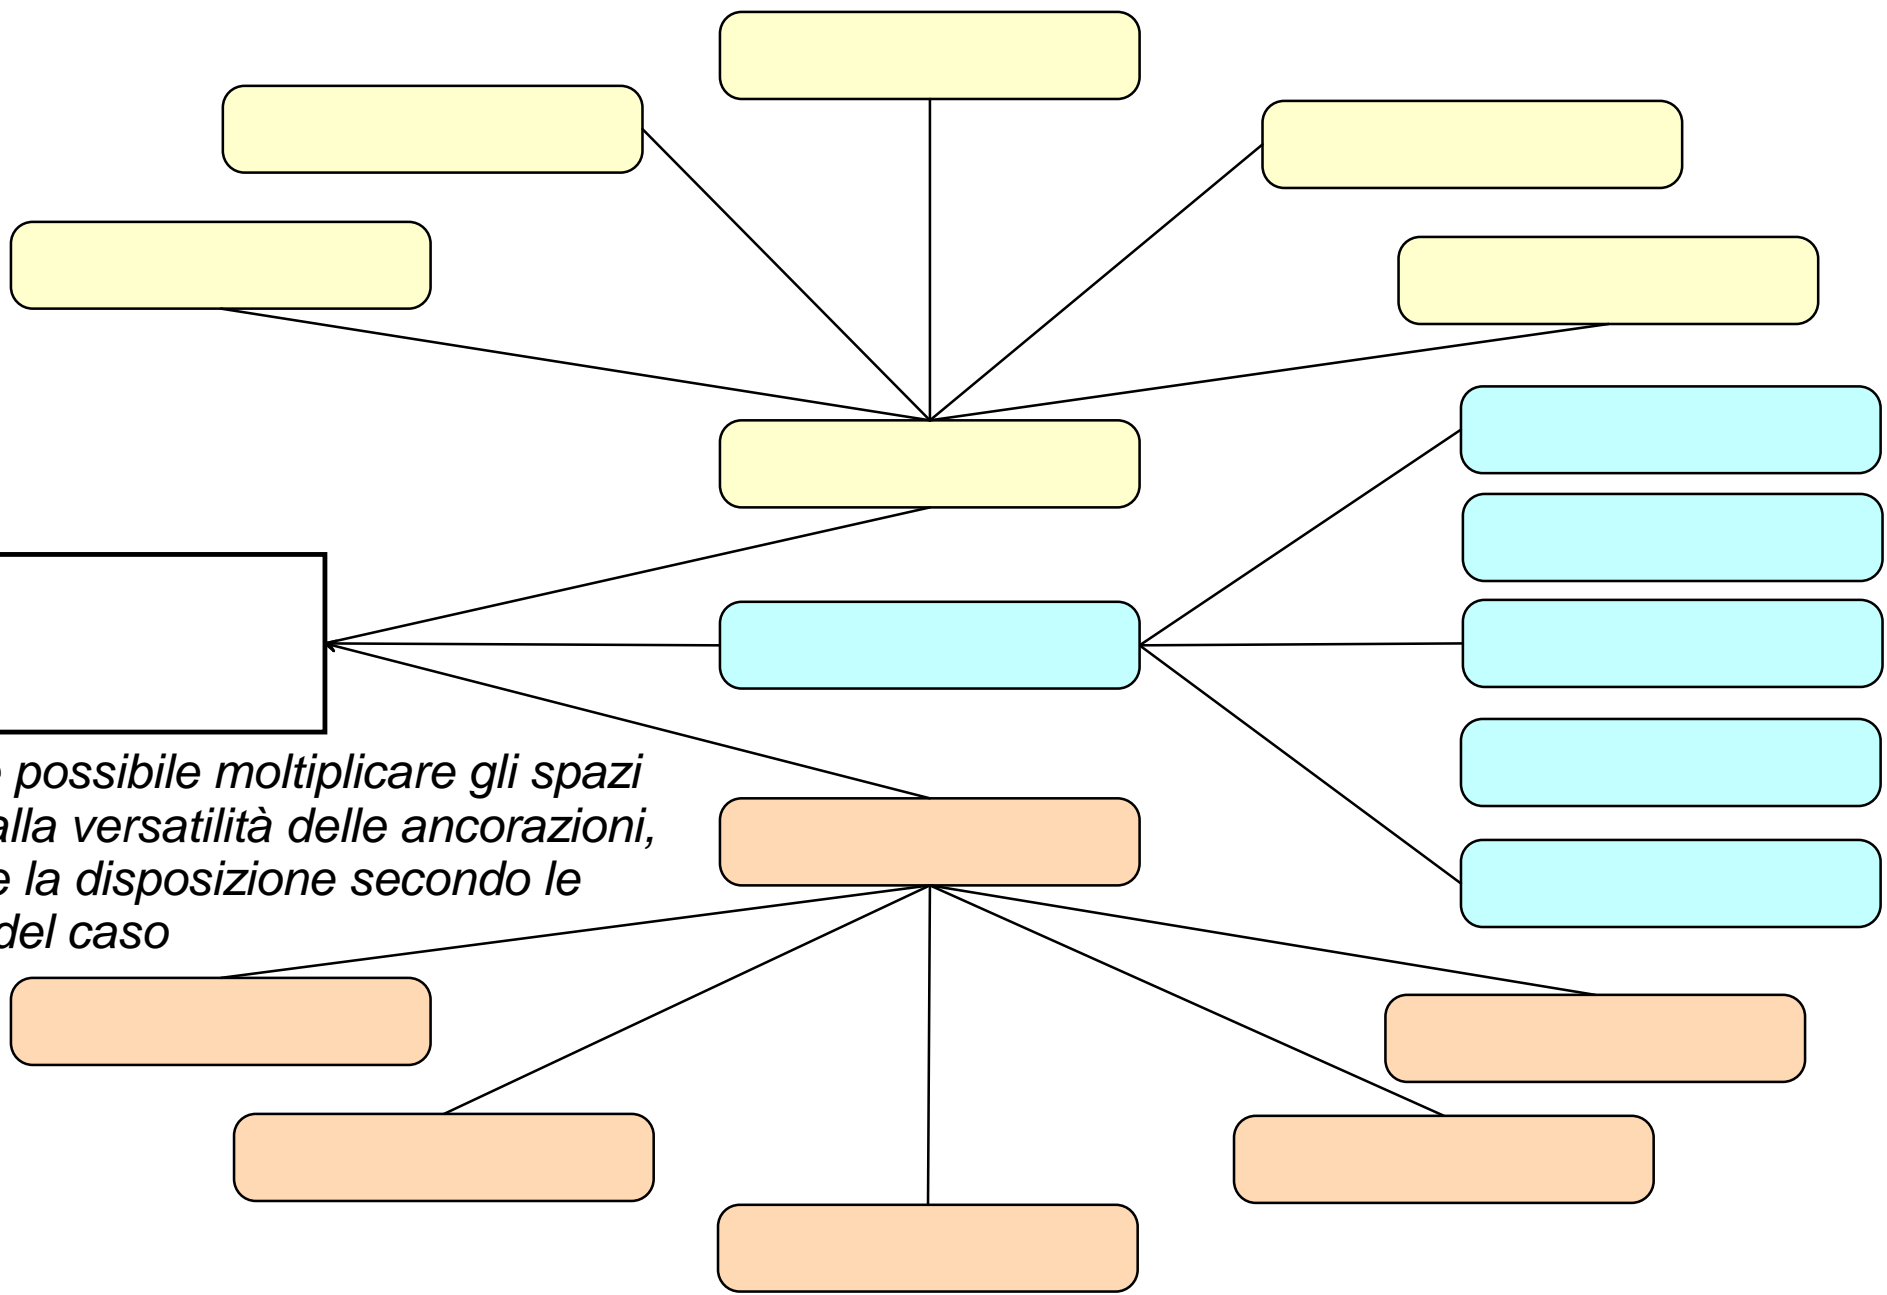 possibile moltiplicare gli spazi
alla versatilità delle ancorazioni,
la disposizione secondo le
del caso